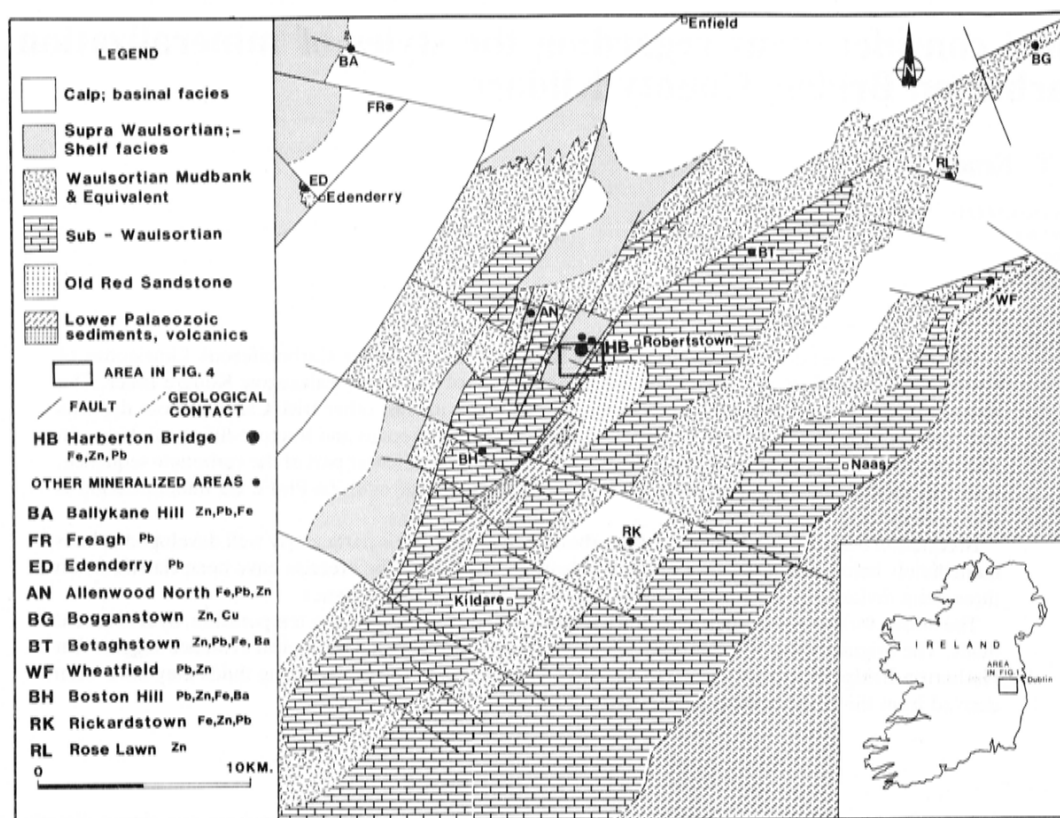 LEGEND
Calp; basinal facies
Supra Waulsortian;-
Shelf facies
Waulsortian Mudbank
& Equivalent
Sub - Waulsortian
Old Red Sandstone
Lower Palaeozoic
sediments, volcanics
AREA IN FIG. 4
FAULT
GEOLOGICAL
CONTACT
HB Harberton Bridge
Fe,Zn,Pb
OTHER MINERALIZED AREAS
BA Ballykane Hill Zn,Pb,Fe
FR Freagh Pb
ED Edenderry Pb
AN Allenwood North Fe,Pb,Zn
BG Bogganstown Zn, Cu
BT Betaghstown Zn,Pb,Fe, Ba
WF Wheatfield Pb,Zn
BH Boston Hill Pb,Zn,Fe,Ba
RK Rickardstown Fe,Zn,Pb
RL Rose Lawn Zn
0 10KM.
Enfield
BA
BG
N
FR
?
RL
ED
Edenderry
BT
WF
AN
HB
Robertstown
BH
Naas
RK
Kildare
IRELAND
AREA
IN FIG.1
Dublin